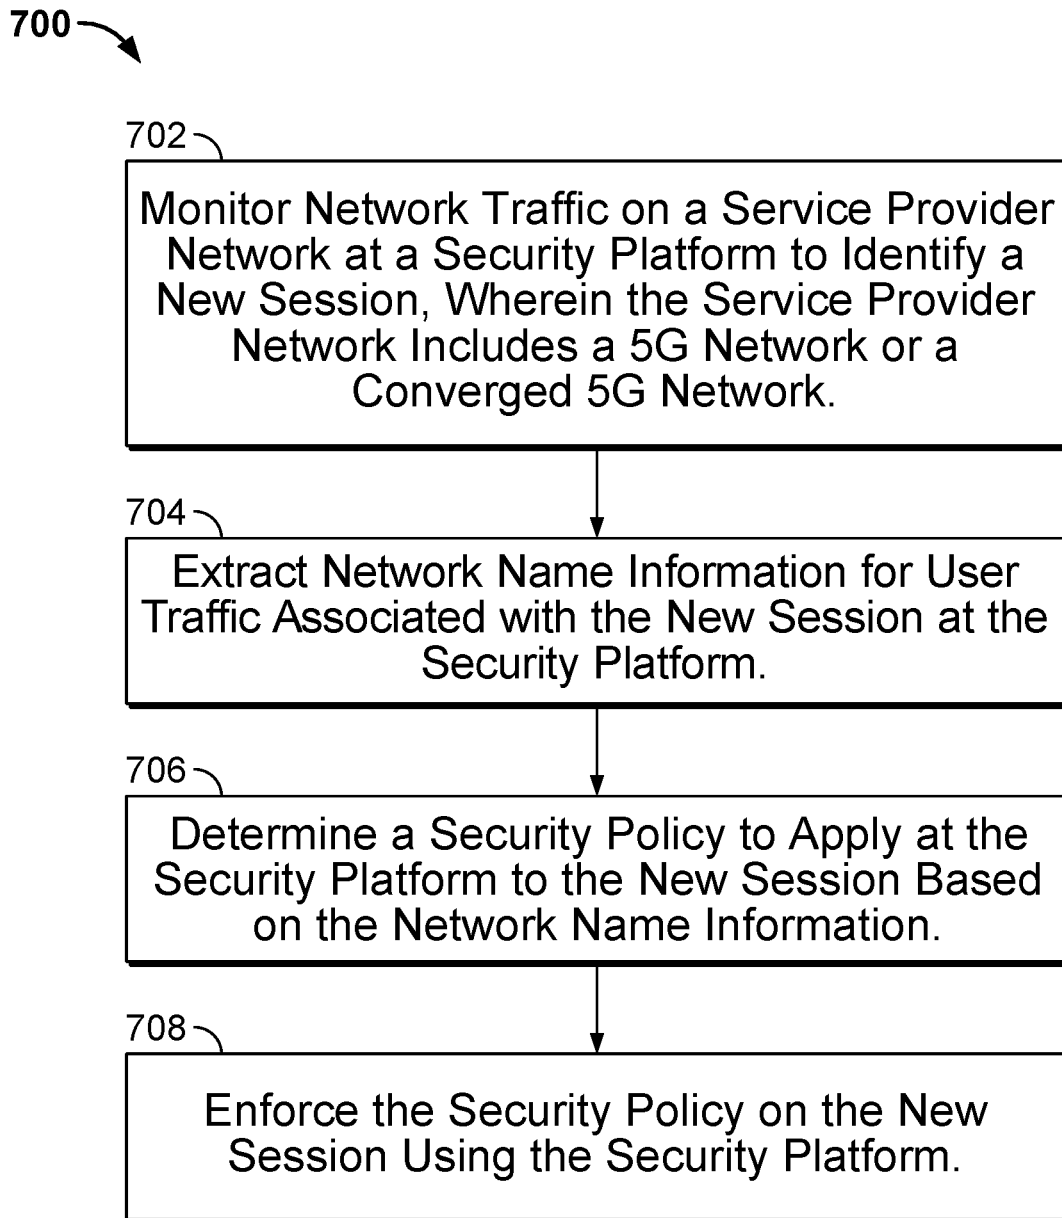 700
702
Monitor Network Traffic on a Service Provider
Network at a Security Platform to Identify a
New Session, Wherein the Service Provider
Network Includes a 5G Network or a
Converged 5G Network.
704
Extract Network Name Information for User
Traffic Associated with the New Session at the
Security Platform.
706
Determine a Security Policy to Apply at the
Security Platform to the New Session Based
on the Network Name Information.
708
Enforce the Security Policy on the New
Session Using the Security Platform.